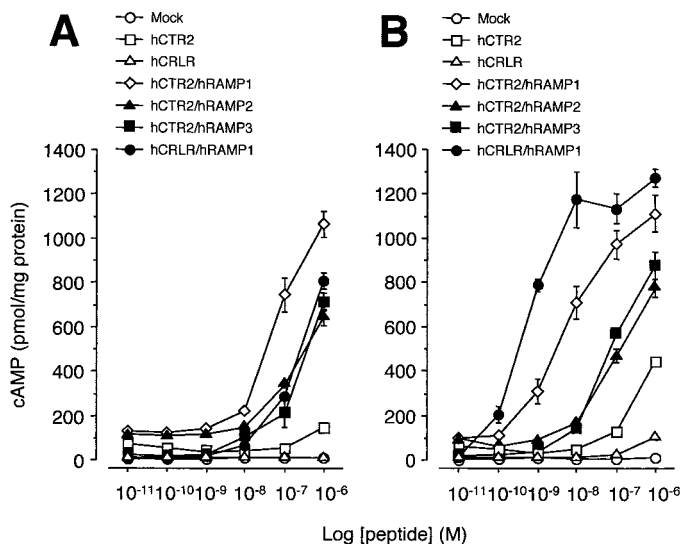 A
Mock
hCTR2
hCRLR
hCTR2/hRAMP1
hCTR2/hRAMP2
hCTR2/hRAMP3
hCRLR/hRAMP1
B
Mock
hCTR2
hCRLR
hCTR2/hRAMP1
hCTR2/hRAMP2
hCTR2/hRAMP3
hCRLR/hRAMP1
cAMP (pmol/mg protein)
1400
1200
1000
800
600
400
200
0
10⁻¹¹ 10⁻¹⁰ 10⁻⁹ 10⁻⁸ 10⁻⁷ 10⁻⁶
1400
1200
1000
800
600
400
200
0
10⁻¹¹ 10⁻¹⁰ 10⁻⁹ 10⁻⁸ 10⁻⁷ 10⁻⁶
Log [peptide] (M)